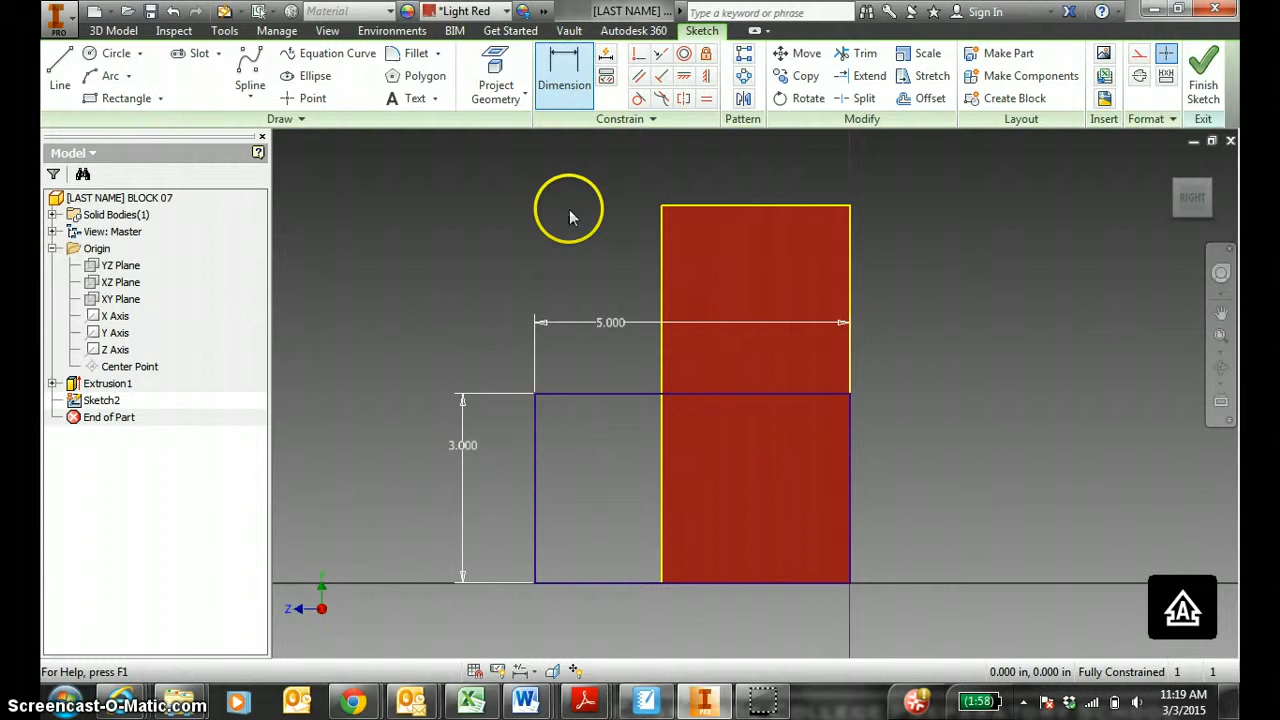 PRO
Material
*Light Red
[LAST NAME] ...
Type a keyword or phrase
Sign In
3D Model Inspect Tools Manage View Environments BIM Get Started Vault Autodesk 360 Sketch
Line
Circle
Arc
Rectangle
Slot
Spline
Equation Curve
Ellipse
Point
Fillet
Polygon
Text
Project Geometry
Dimension
Move
Copy
Rotate
Trim
Extend
Split
Scale
Stretch
Offset
Make Part
Make Components
Create Block
Finish Sketch
Draw Constrain Pattern Modify Layout Insert Format Exit
Model
[LAST NAME] BLOCK 07
Solid Bodies(1)
View: Master
Origin
YZ Plane
XZ Plane
XY Plane
X Axis
Y Axis
Z Axis
Center Point
Extrusion1
Sketch2
End of Part
RIGHT
5.000
3.000
Z
A
For Help, press F1
0.000 in, 0.000 in Fully Constrained 1 1
(1:58)
11:19 AM
3/3/2015
Screencast-O-Matic.com